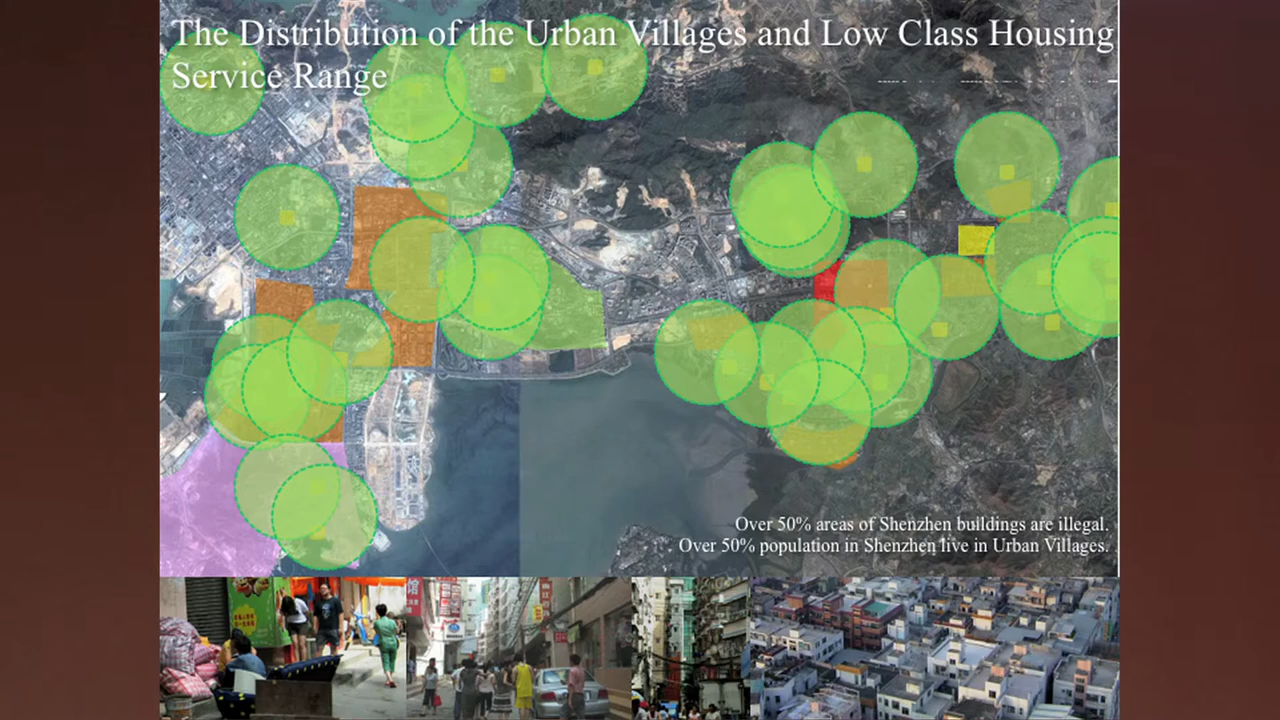 The Distribution of the Urban Villages and Low Class Housing
Service Range
Over 50% areas of Shenzhen buildings are illegal.
Over 50% population in Shenzhen live in Urban Villages.